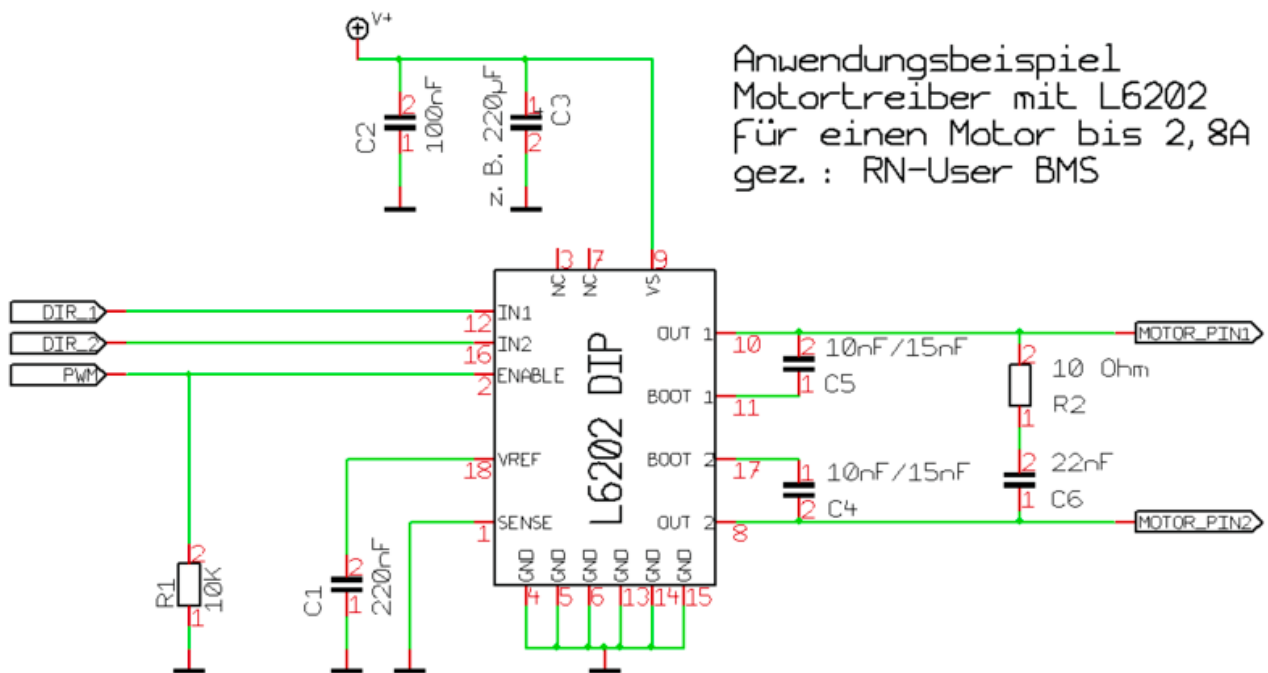 V+
Anwendungsbeispiel
Motortreiber mit L6202
für einen Motor bis 2,8A
gez.: RN-User BMS
C2
2
1
100nF
z. B. 220µF
1
+
2
C3
3
7
9
NC
NC
VS
DIR_1
12
IN1
DIR_2
16
IN2
PWM
2
ENABLE
18
VREF
1
SENSE
L6202 DIP
OUT 1
10
BOOT 1
11
BOOT 2
17
OUT 2
8
2
10nF/15nF
1
C5
1
10nF/15nF
2
C4
2
10 Ohm
1
R2
2
22nF
1
C6
MOTOR_PIN1
MOTOR_PIN2
GND
GND
GND
GND
GND
GND
4
5
6
13
14
15
R1
2
1
10K
C1
2
1
220nF